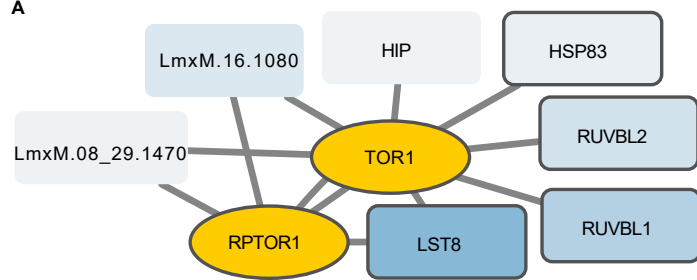 A
LmxM.16.1080
HIP
HSP83
LmxM.08_29.1470
TOR1
RUVBL2
RPTOR1
LST8
RUVBL1